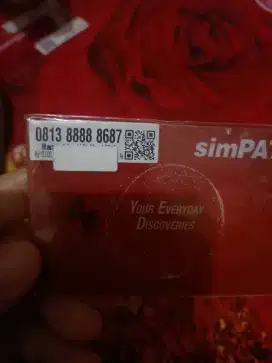 0813 8888 8687
simPA
YOUR EVERYDAY
DISCOVERIES